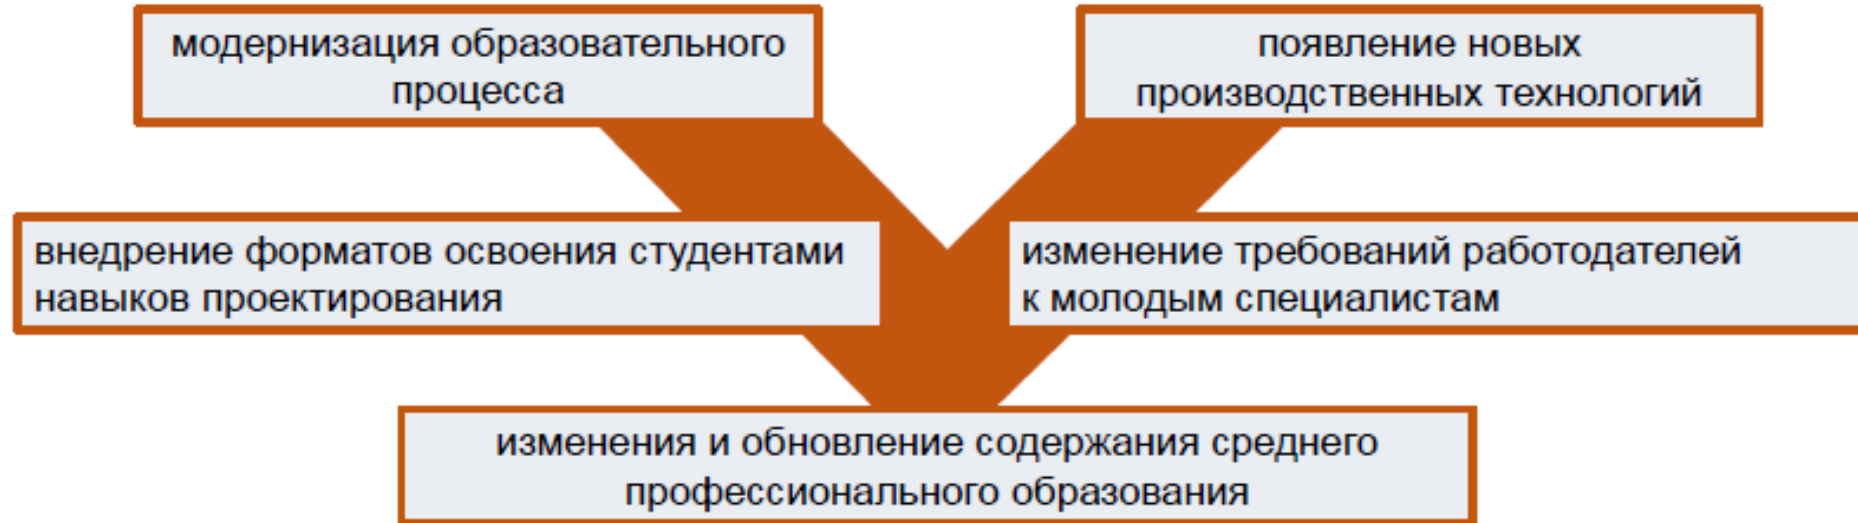 модернизация образовательного
процесса
появление новых
производственных технологий
внедрение форматов освоения студентами
навыков проектирования
изменение требований работодателей
к молодым специалистам
изменения и обновление содержания среднего
профессионального образования